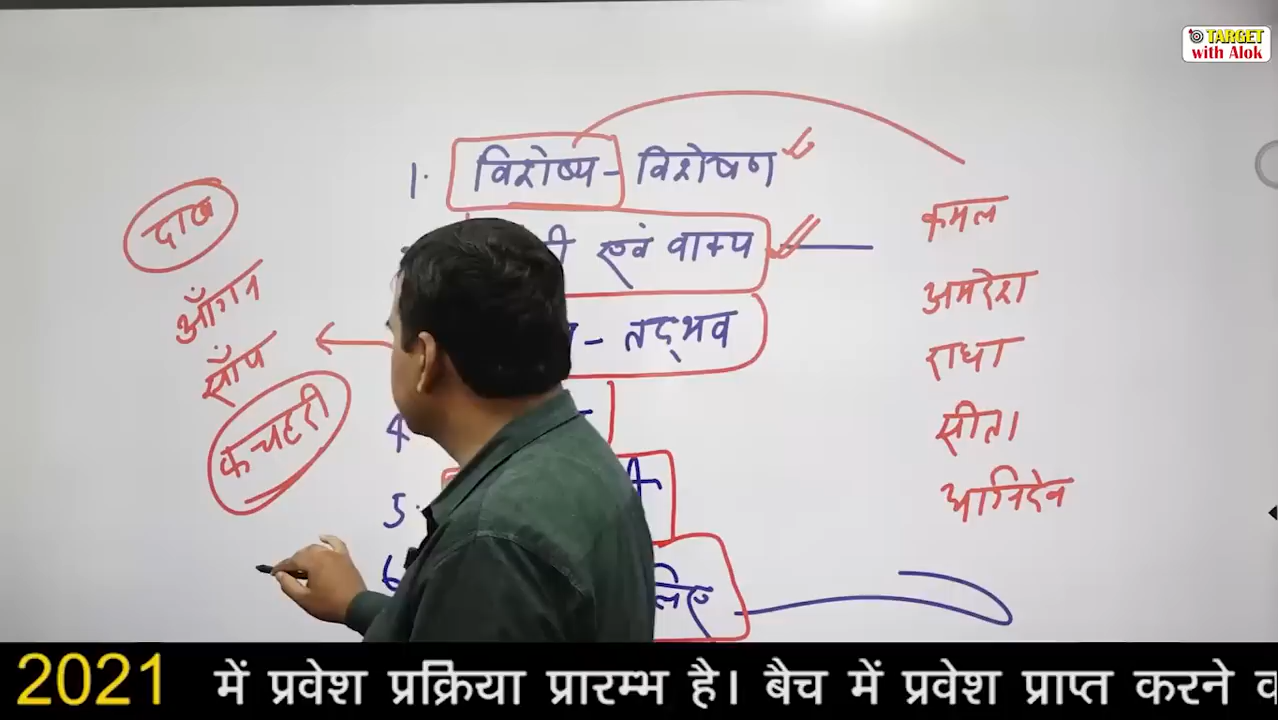 TARGET
with Alok
1. विशेष्य - विशेषण
एवं वाक्य
- तद्भव
4
5.
6
लिए
दाख
आँगन
साँप
कचहरी
कमल
अमरेश
राधा
सीता
2021 में प्रवेश प्रक्रिया प्रारम्भ है। बैच में प्रवेश प्राप्त करने